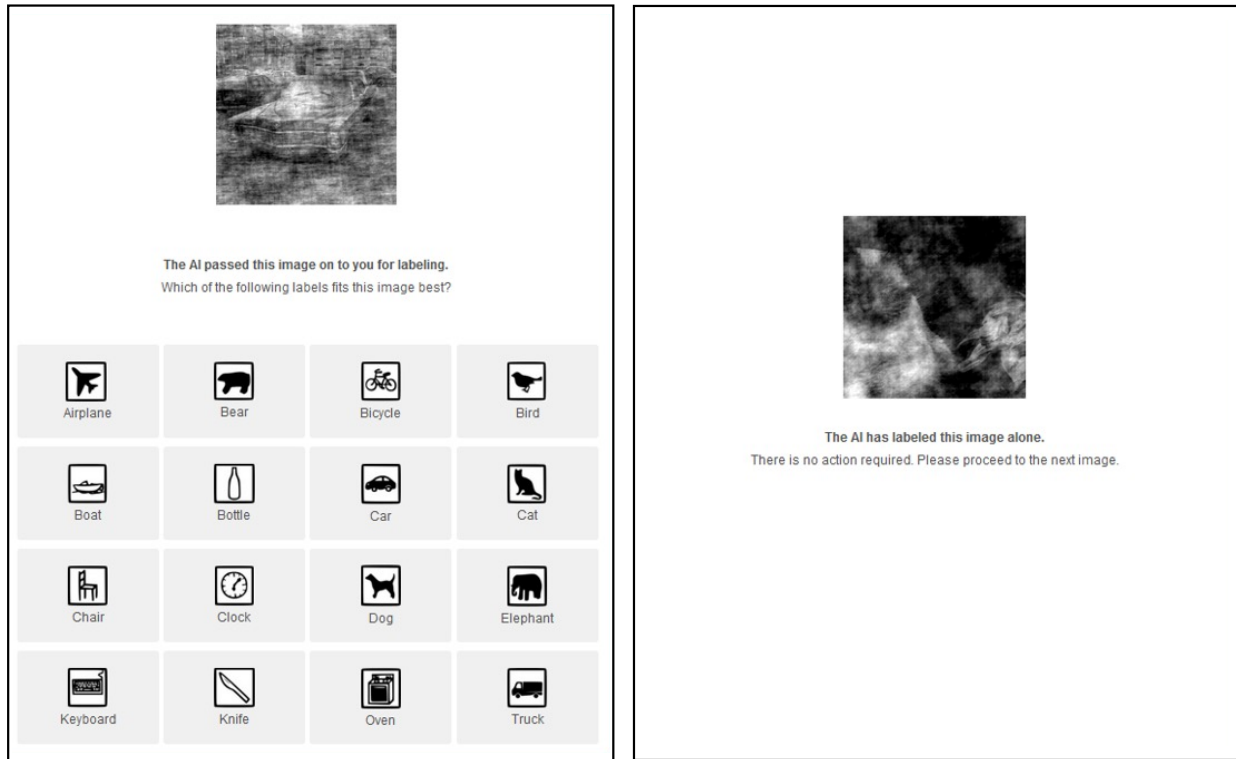 The AI passed this image on to you for labeling.
Which of the following labels fits this image best?
Airplane
Bear
Bicycle
Bird
Boat
Bottle
Car
Cat
Chair
Clock
Dog
Elephant
Keyboard
Knife
Oven
Truck
The AI has labeled this image alone.
There is no action required. Please proceed to the next image.